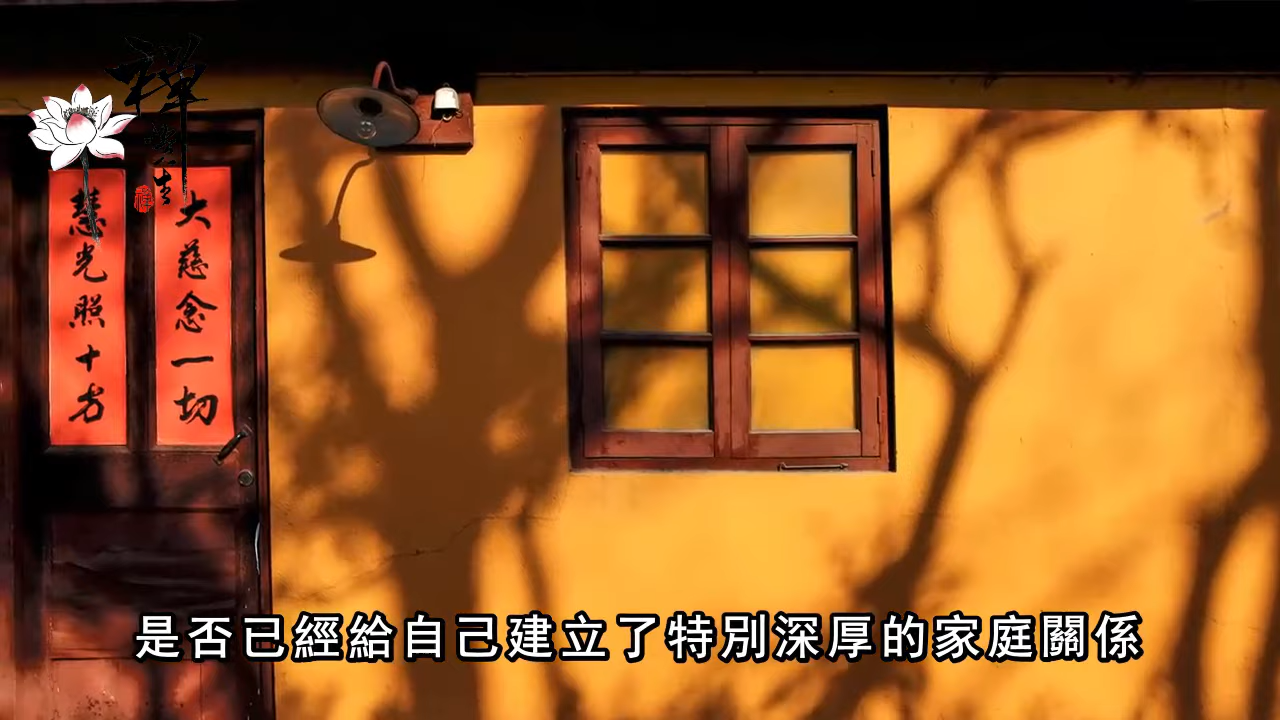 禪
慧光照十方
大慈念一切
是否已經給自己建立了特別深厚的家庭關係